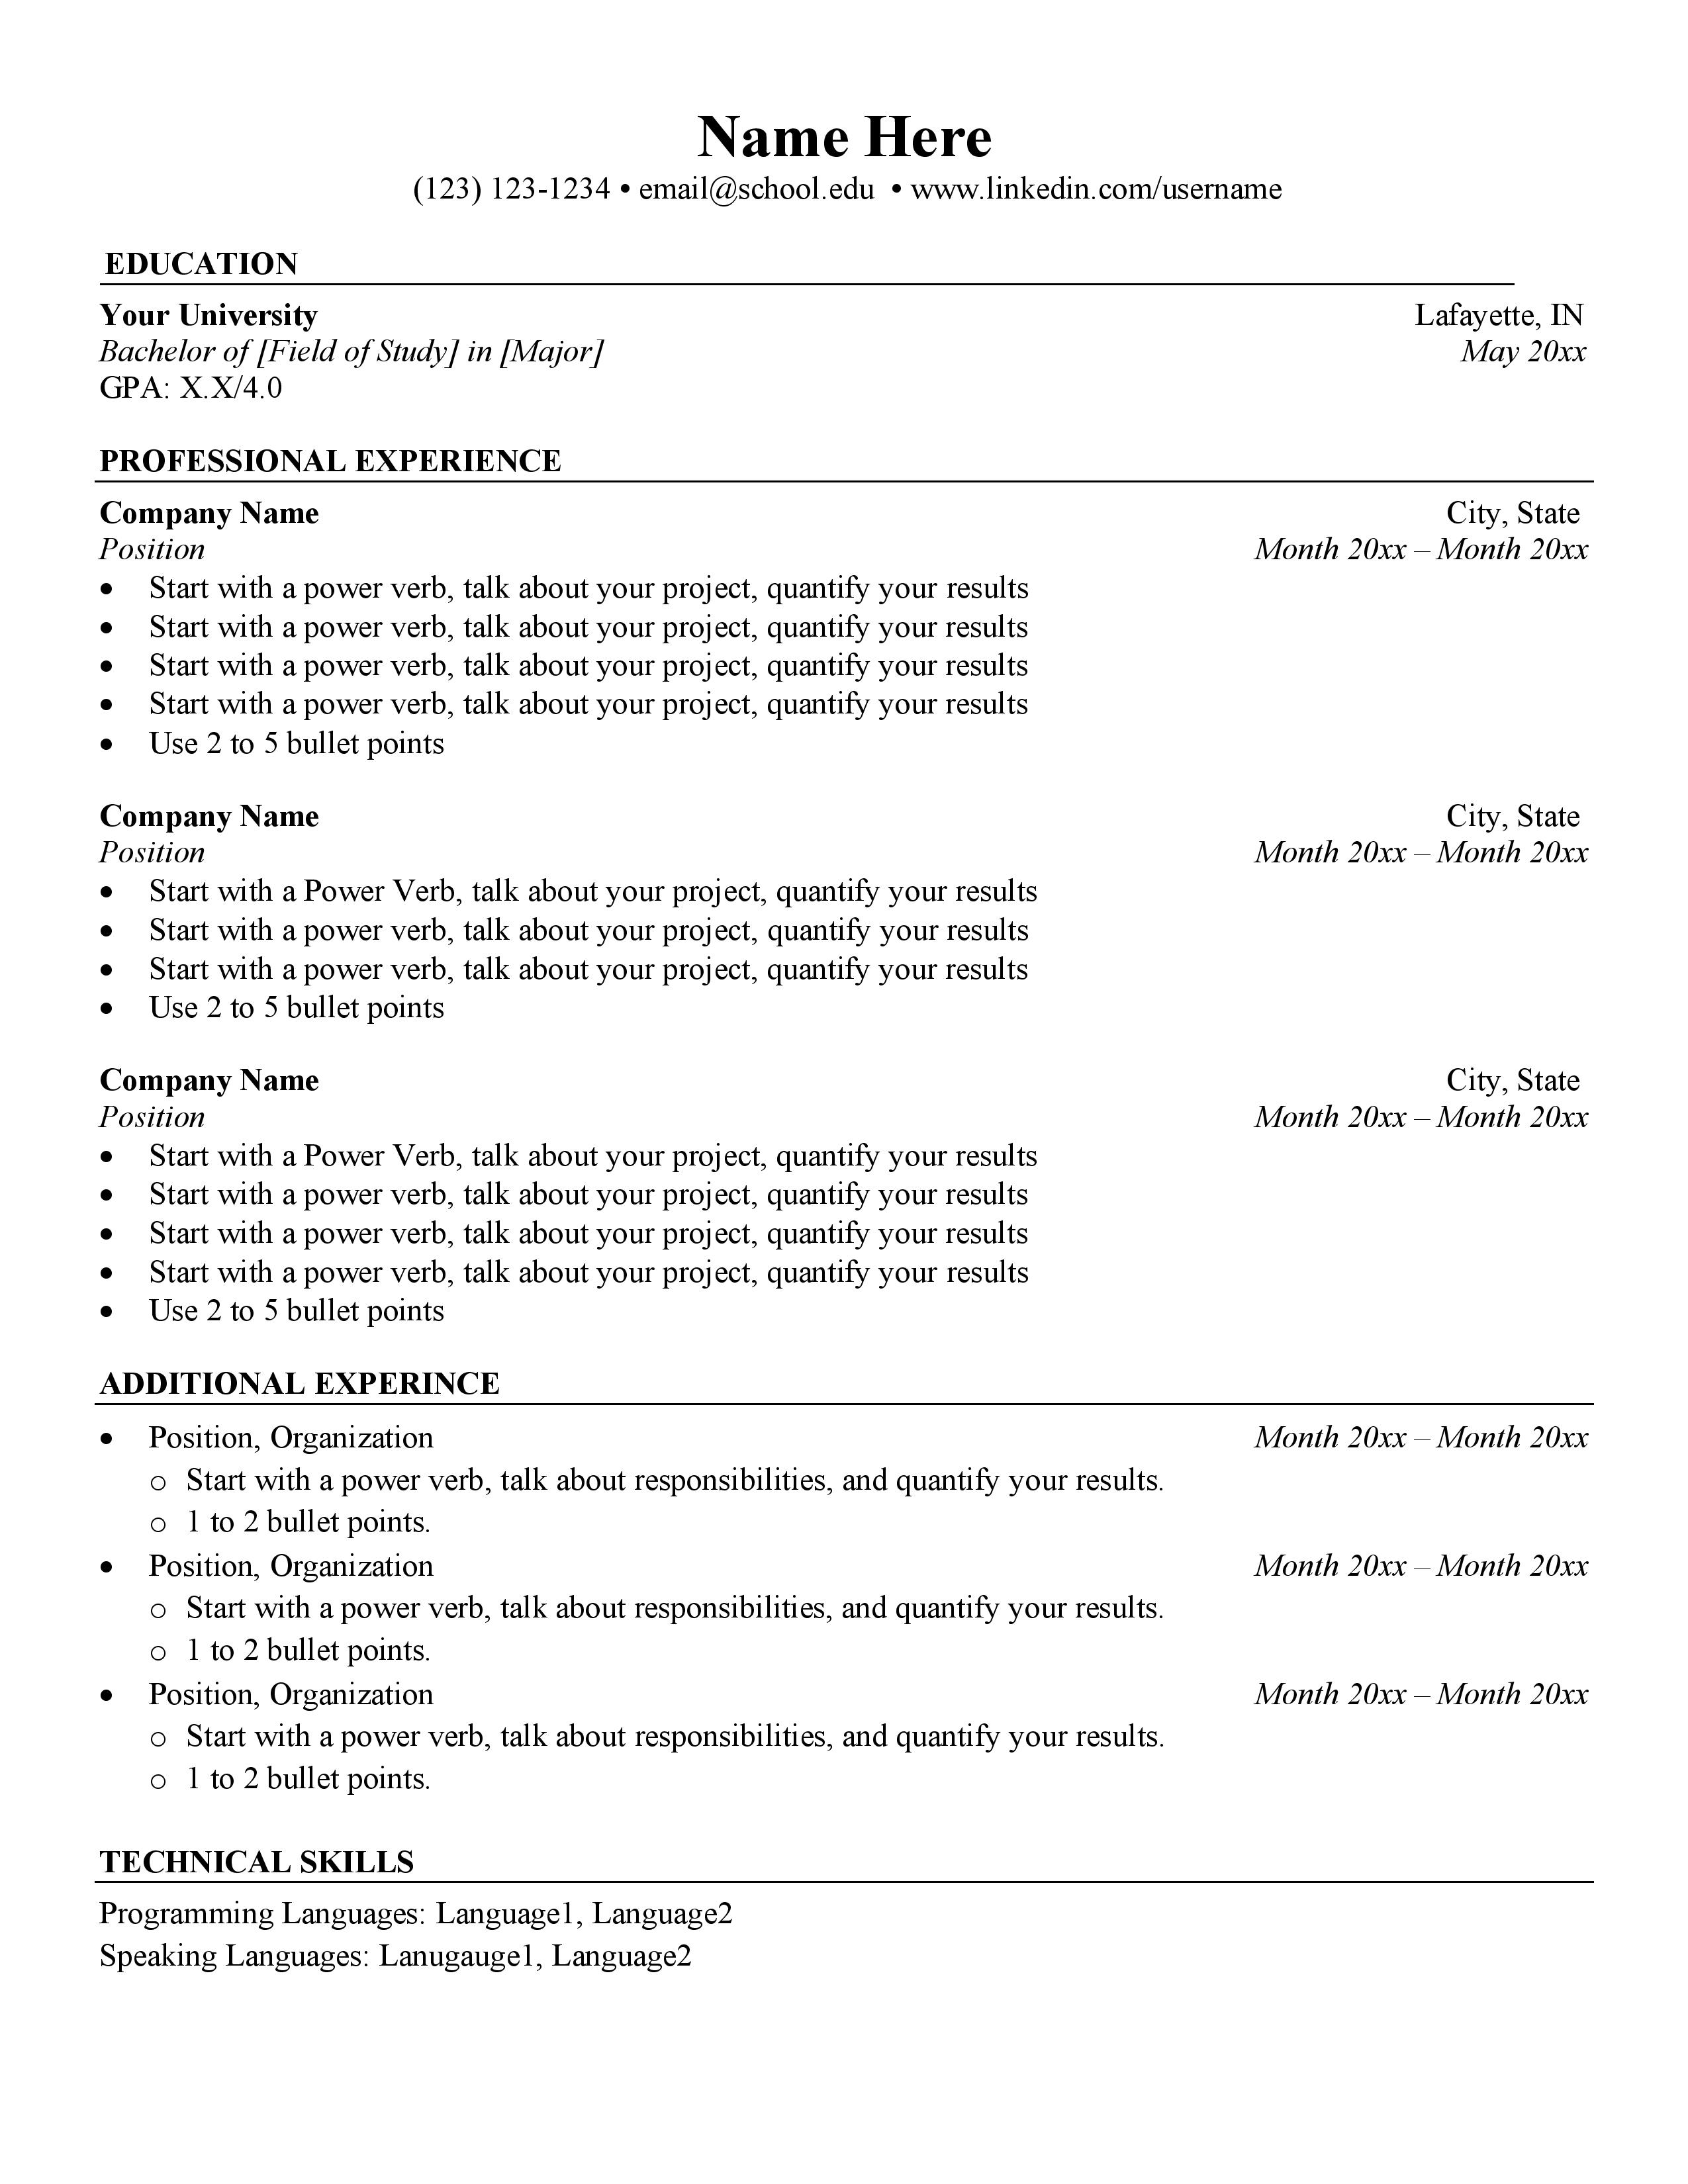 Name Here
(123) 123-1234 • email@school.edu • www.linkedin.com/username
EDUCATION
Your University Lafayette, IN
Bachelor of [Field of Study] in [Major] May 20xx
GPA: X.X/4.0
PROFESSIONAL EXPERIENCE
Company Name City, State
Position Month 20xx – Month 20xx
• Start with a power verb, talk about your project, quantify your results
• Start with a power verb, talk about your project, quantify your results
• Start with a power verb, talk about your project, quantify your results
• Start with a power verb, talk about your project, quantify your results
• Use 2 to 5 bullet points
Company Name City, State
Position Month 20xx – Month 20xx
• Start with a Power Verb, talk about your project, quantify your results
• Start with a power verb, talk about your project, quantify your results
• Start with a power verb, talk about your project, quantify your results
• Use 2 to 5 bullet points
Company Name City, State
Position Month 20xx – Month 20xx
• Start with a Power Verb, talk about your project, quantify your results
• Start with a power verb, talk about your project, quantify your results
• Start with a power verb, talk about your project, quantify your results
• Start with a power verb, talk about your project, quantify your results
• Use 2 to 5 bullet points
ADDITIONAL EXPERINCE
• Position, Organization Month 20xx – Month 20xx
o Start with a power verb, talk about responsibilities, and quantify your results.
o 1 to 2 bullet points.
• Position, Organization Month 20xx – Month 20xx
o Start with a power verb, talk about responsibilities, and quantify your results.
o 1 to 2 bullet points.
• Position, Organization Month 20xx – Month 20xx
o Start with a power verb, talk about responsibilities, and quantify your results.
o 1 to 2 bullet points.
TECHNICAL SKILLS
Programming Languages: Language1, Language2
Speaking Languages: Lanugauge1, Language2